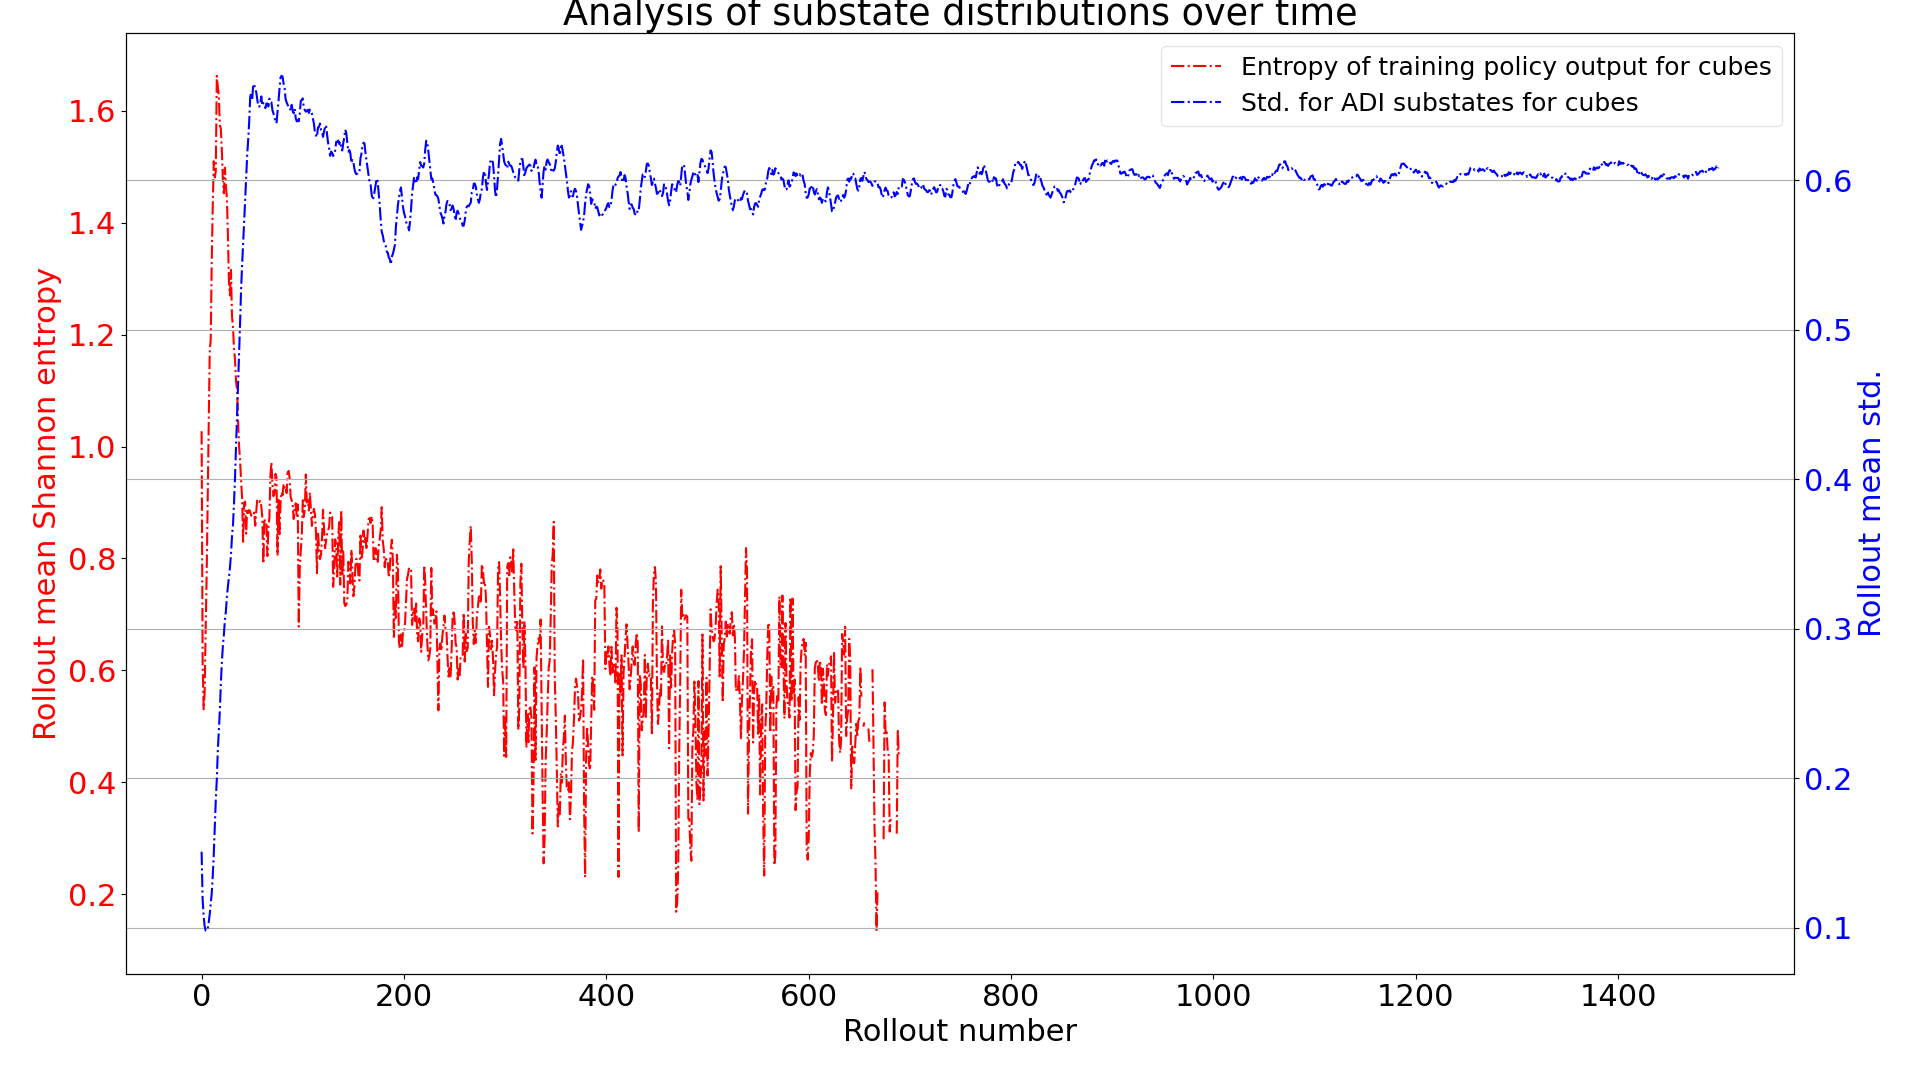 Analysis of substate distributions over time
Entropy of training policy output for cubes
Std. for ADI substates for cubes
Rollout mean Shannon entropy
1.6
1.4
1.2
1.0
0.8
0.6
0.4
0.2
0.6
0.5
0.4
0.3
0.2
0.1
Rollout mean std.
0 200 400 600 800 1000 1200 1400
Rollout number